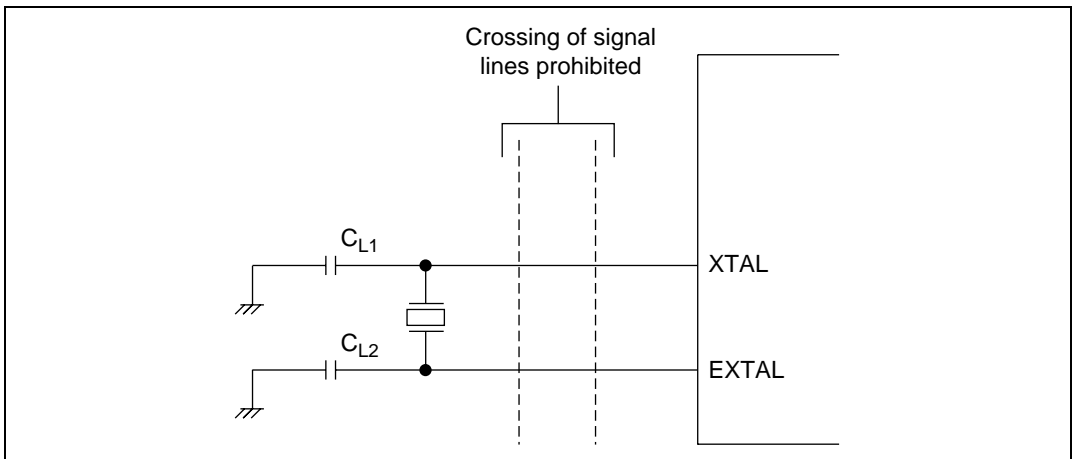 Crossing of signal
lines prohibited
CL1
XTAL
CL2
EXTAL